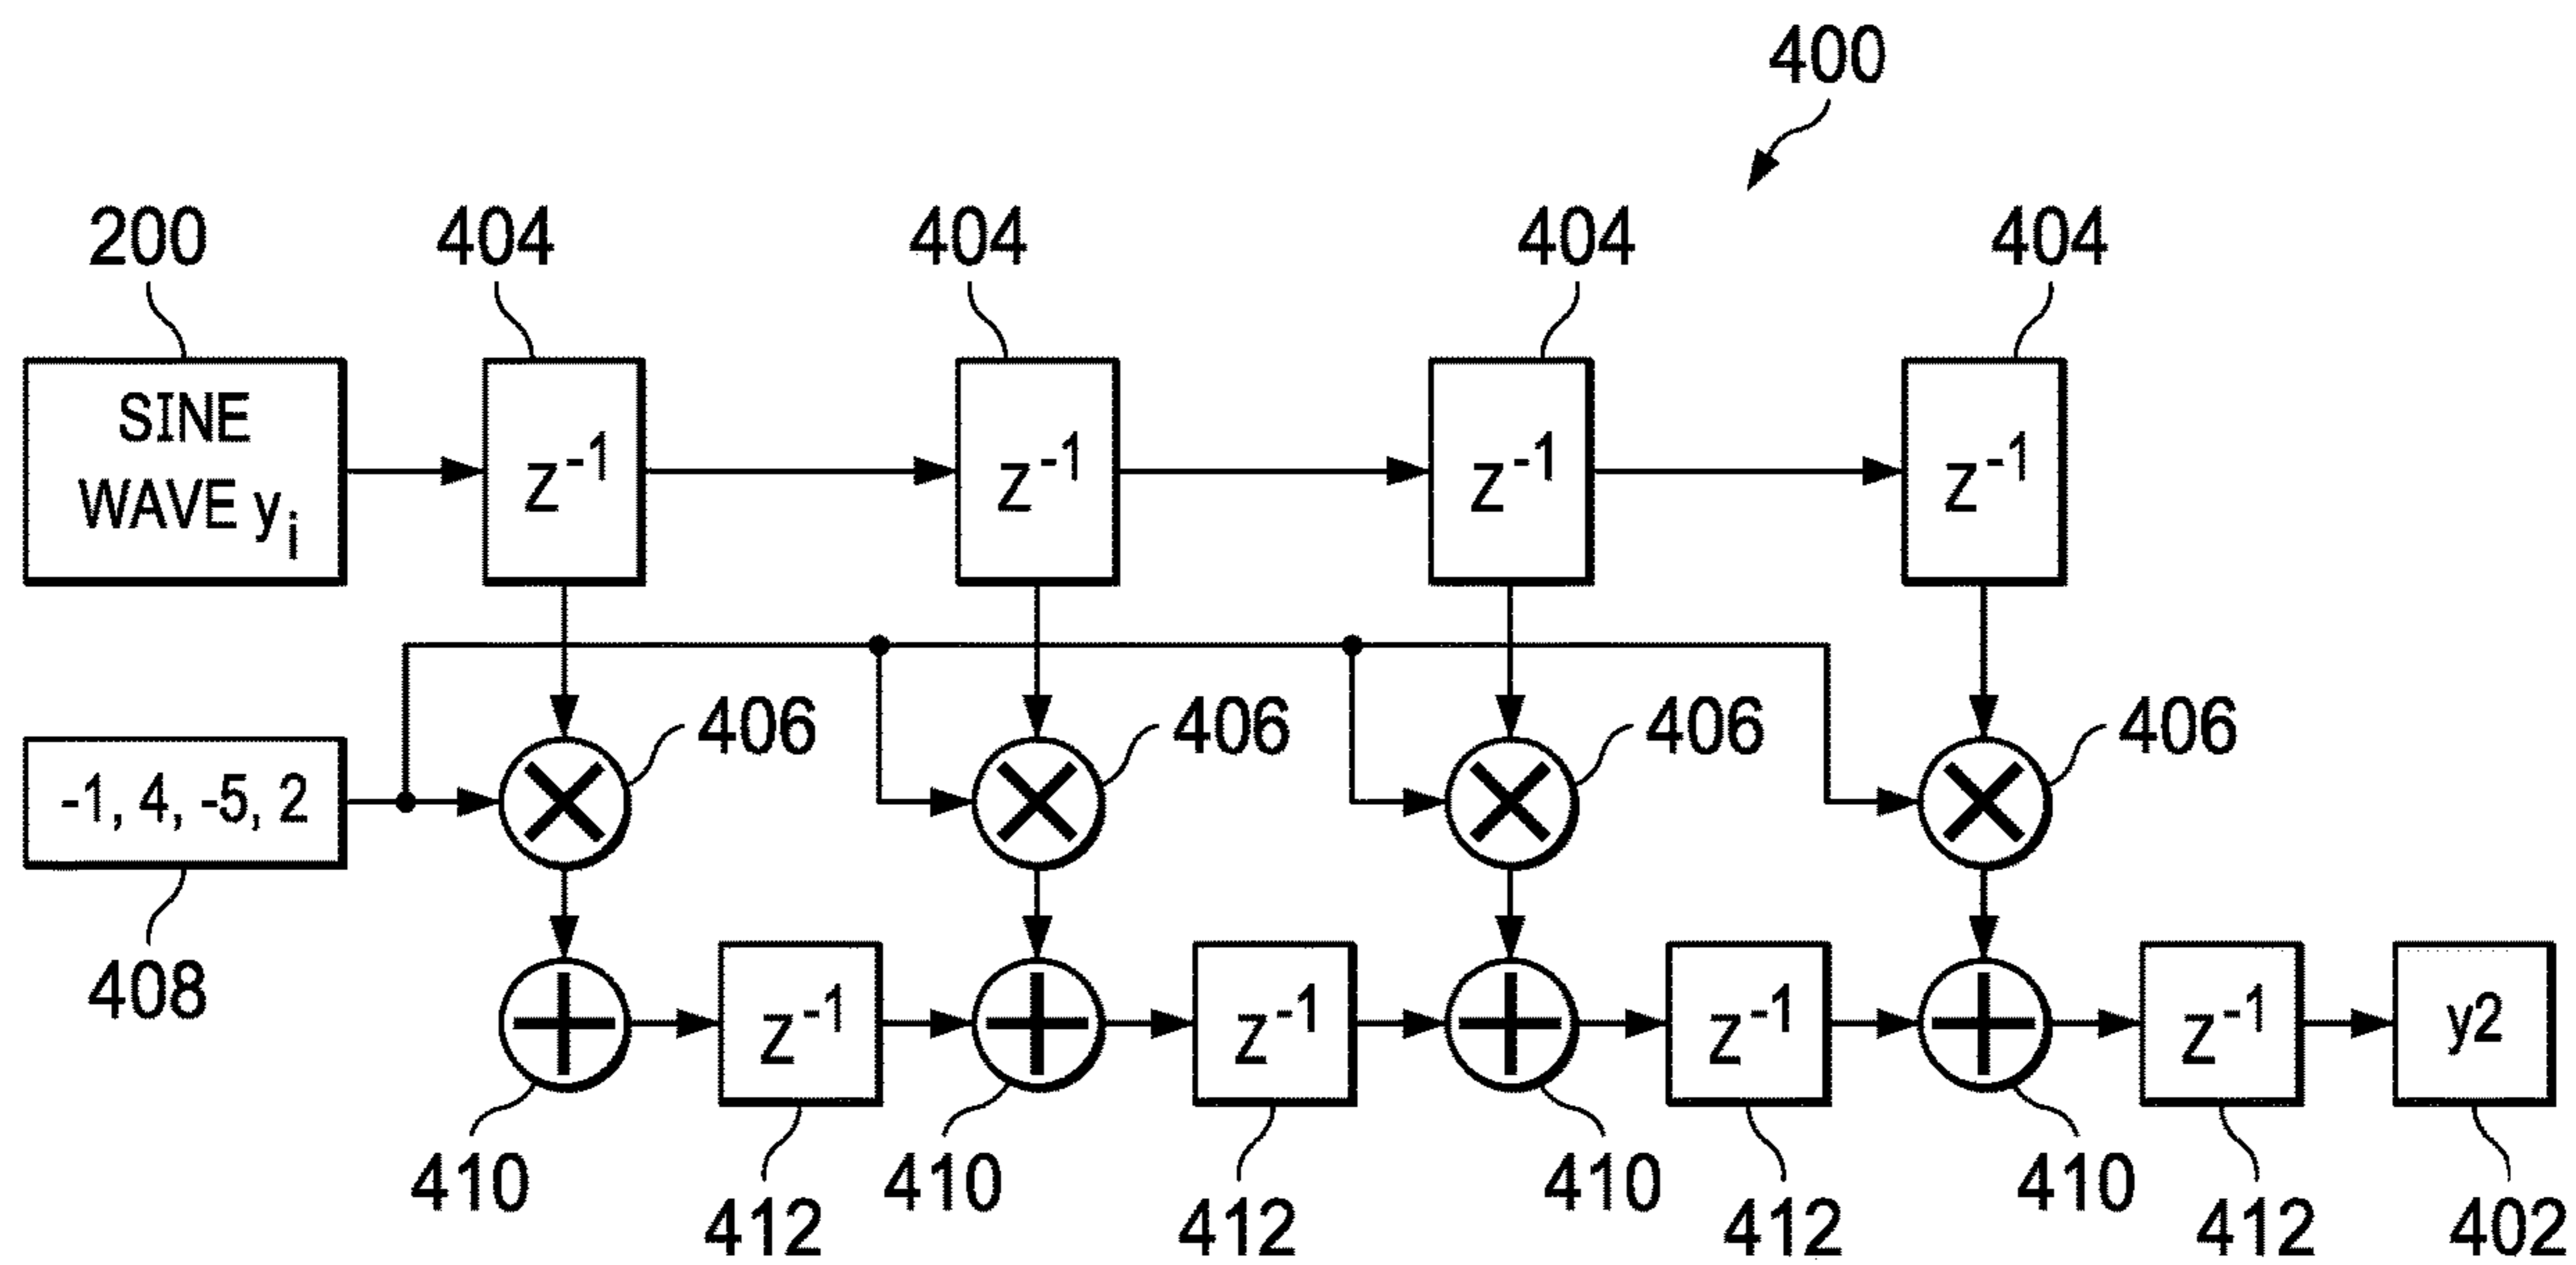 400
200 404 404 404 404
SINE
WAVE yᵢ
z⁻¹ z⁻¹ z⁻¹ z⁻¹
406 406 406 406
-1, 4, -5, 2
408
z⁻¹ z⁻¹ z⁻¹ z⁻¹ y2
410 410 410 410
412 412 412 412 402